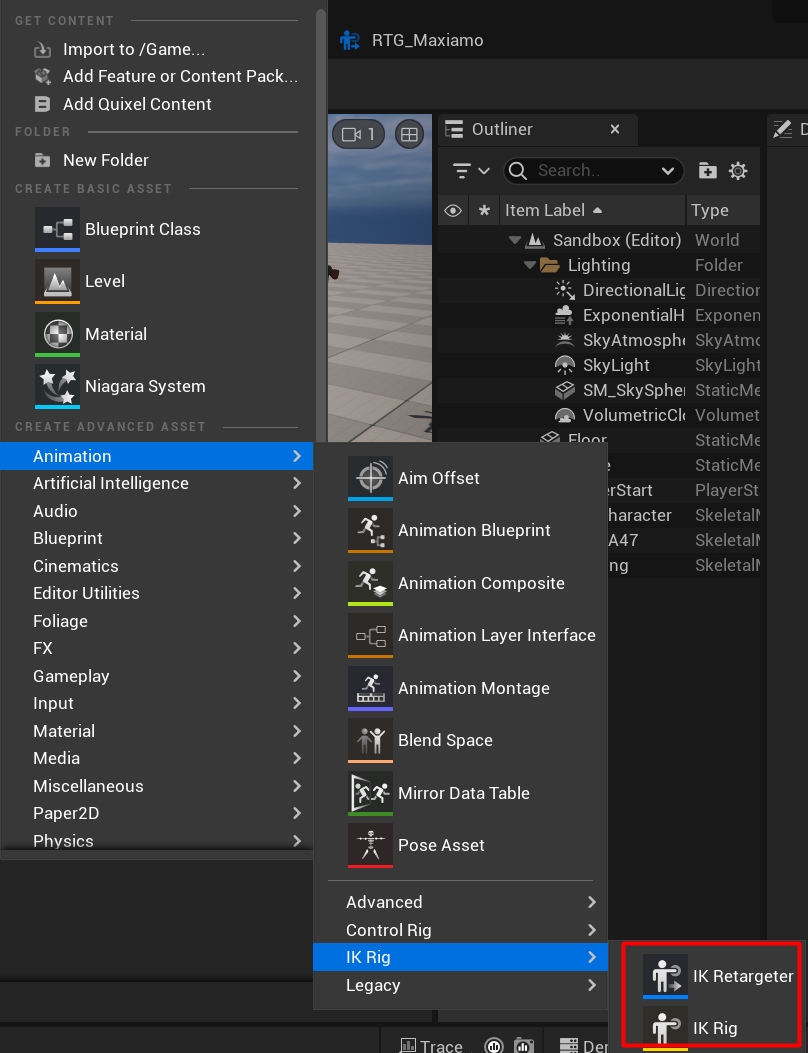 GET CONTENT
Import to /Game...
Add Feature or Content Pack...
Add Quixel Content
FOLDER
New Folder
CREATE BASIC ASSET
Blueprint Class
Level
Material
Niagara System
CREATE ADVANCED ASSET
Animation
Artificial Intelligence
Audio
Blueprint
Cinematics
Editor Utilities
Foliage
FX
Gameplay
Input
Material
Media
Miscellaneous
Paper2D
Physics
RTG_Maxiamo
1
Outliner
Search..
Item Label Type
Sandbox (Editor) World
Lighting Folder
DirectionalLig Direction
ExponentialH Exponen
SkyAtmosphe SkyAtmo
SkyLight SkyLight
SM_SkySpher StaticMe
VolumetricClo Volumet
Floor StaticMe
e StaticMe
erStart PlayerSt
haracter SkeletalM
A47 SkeletalM
ng SkeletalM
Aim Offset
Animation Blueprint
Animation Composite
Animation Layer Interface
Animation Montage
Blend Space
Mirror Data Table
Pose Asset
Advanced
Control Rig
IK Rig
Legacy
IK Retargeter
IK Rig
Trace
Der